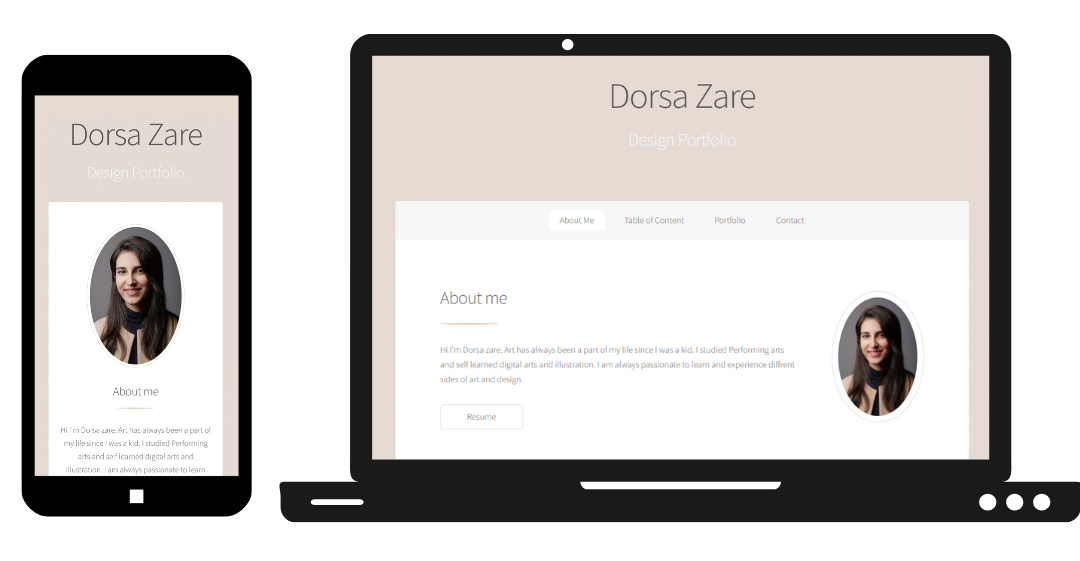 Dorsa Zare
Design Portfolio
About me
Hi I'm Dorsa zare. Art has always been a part of
my life since I was a kid. I studied Performing
arts and self learned digital arts and
illustration. I am always passionate to learn
Dorsa Zare
Design Portfolio
About Me Table of Content Portfolio Contact
About me
Hi I'm Dorsa zare. Art has always been a part of my life since I was a kid. I studied Performing arts
and self learned digital arts and illustration. I am always passionate to learn and experience diffrent
sides of art and design.
Resume